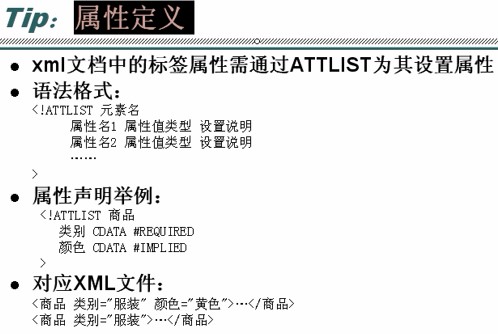 Tip: 属性定义
● xml文档中的标签属性需通过ATTLIST为其设置属性
● 语法格式：
<!ATTLIST 元素名
属性名1 属性值类型 设置说明
属性名2 属性值类型 设置说明
……
>
● 属性声明举例：
<!ATTLIST 商品
类别 CDATA #REQUIRED
颜色 CDATA #IMPLIED
>
● 对应XML文件：
<商品 类别="服装" 颜色="黄色">…</商品>
<商品 类别="服装">…</商品>